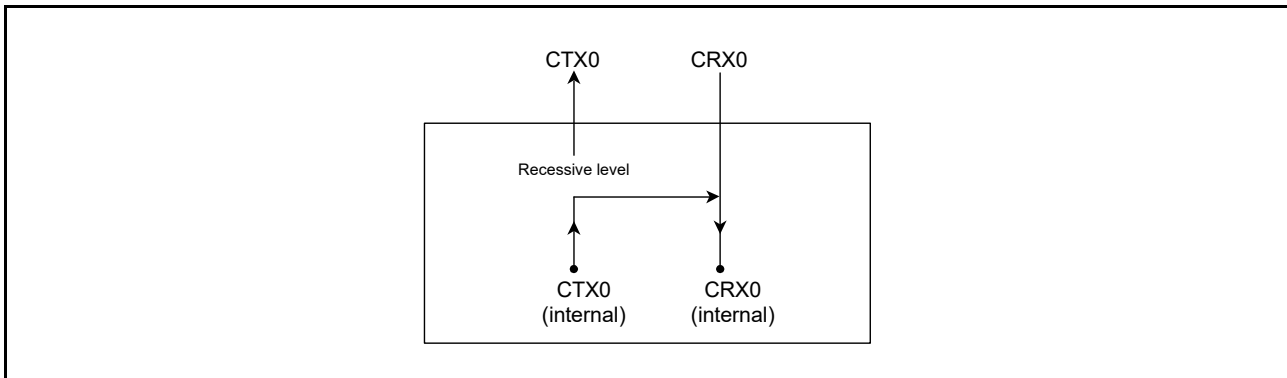 CTX0 CRX0
Recessive level
CTX0 CRX0
(internal) (internal)